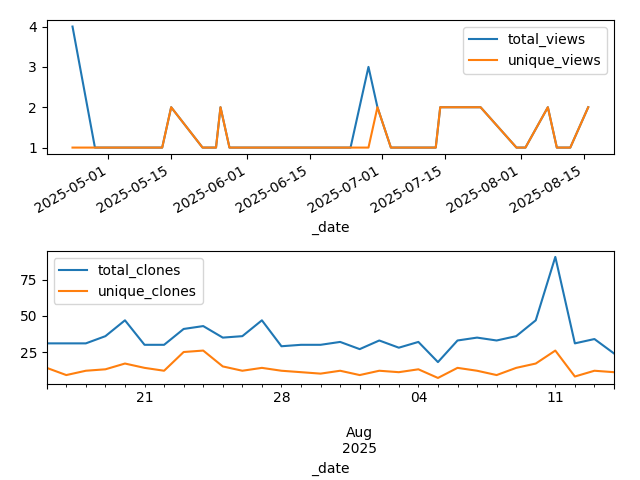 4
3
2
1
total_views
unique_views
2025-05-01
2025-05-15
2025-06-01
2025-06-15
2025-07-01
2025-07-15
2025-08-01
2025-08-15
_date
75
50
25
total_clones
unique_clones
21
28
04
11
Aug
2025
_date